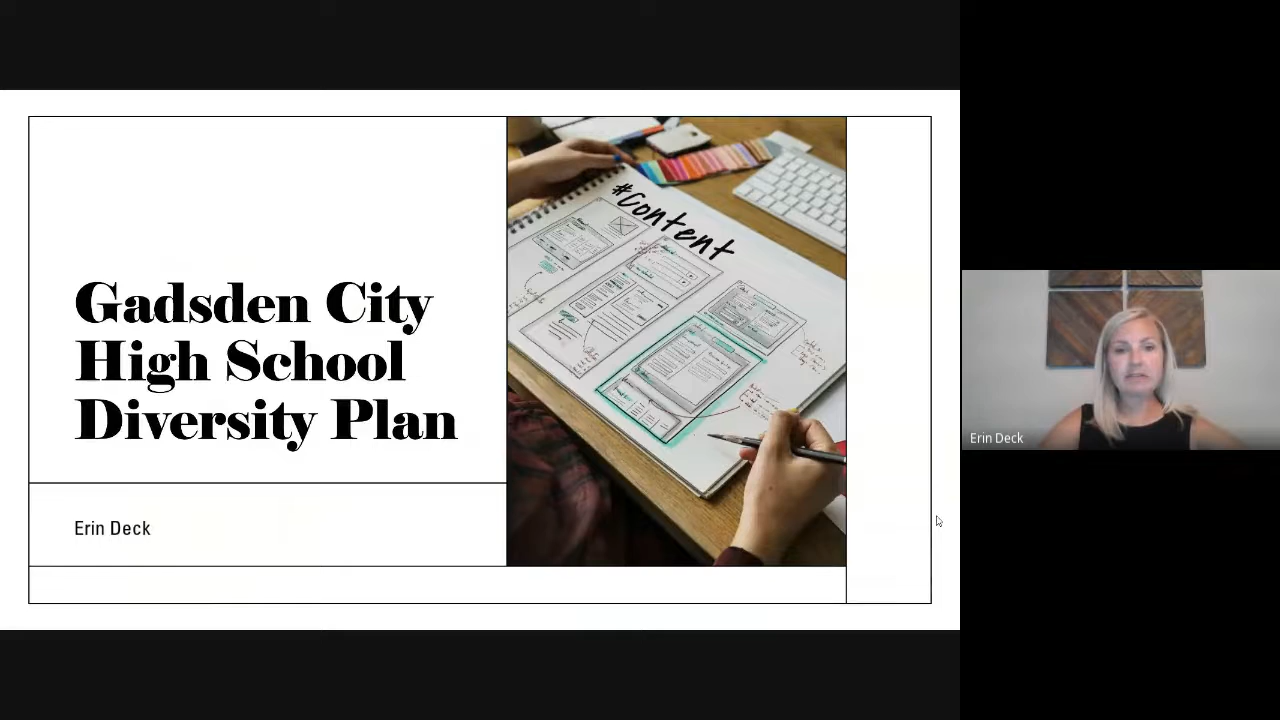 Gadsden City
High School
Diversity Plan
Erin Deck
#Content
Erin Deck